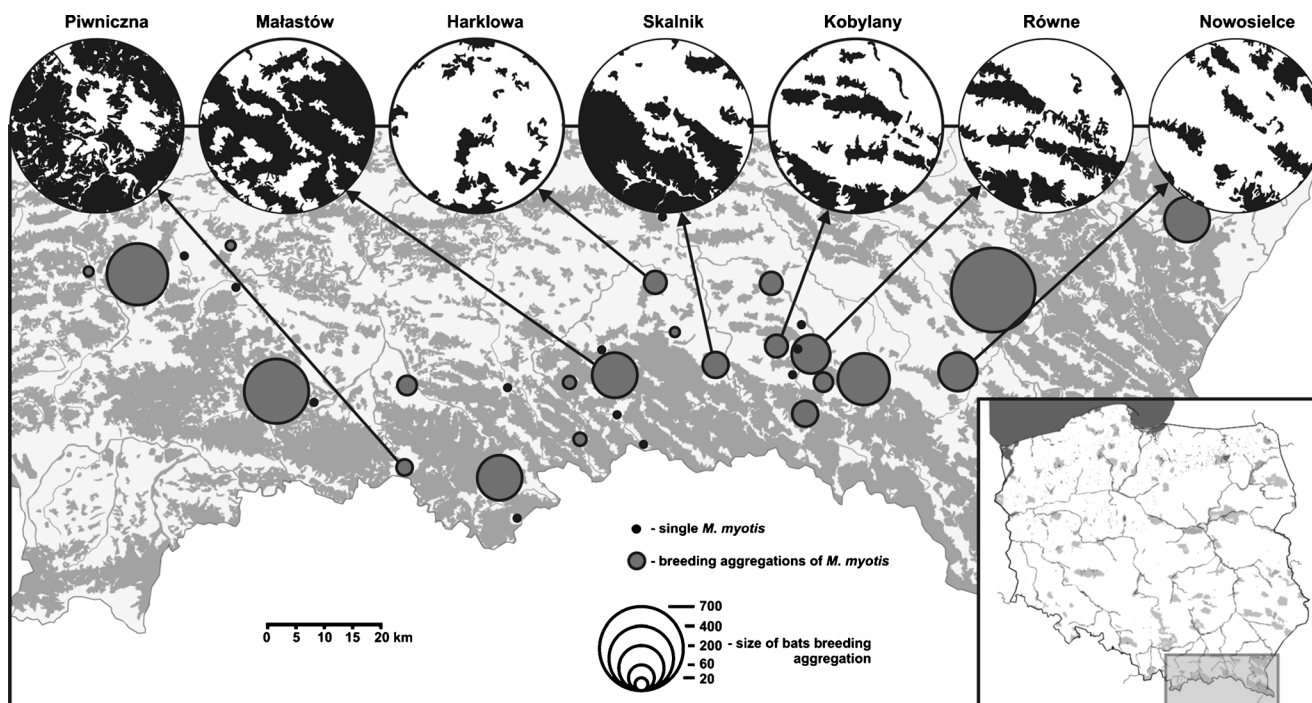 Piwniczna Małastów Harklowa Skalnik Kobylany Równe Nowosielce
- single M. myotis
- breeding aggregations of M. myotis
700
400
200
60
20
- size of bats breeding
aggregation
0 5 10 15 20 km